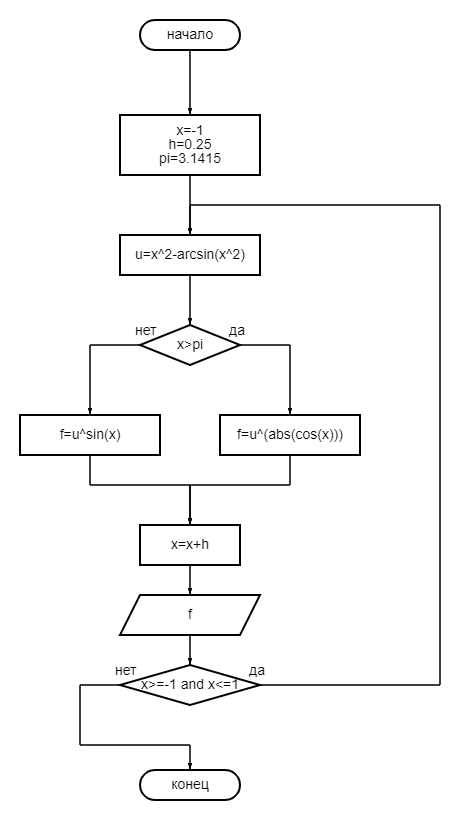 начало
x=-1
h=0.25
pi=3.1415
u=x^2-arcsin(x^2)
нет
да
x>pi
f=u^sin(x)
f=u^(abs(cos(x)))
x=x+h
f
нет
да
x>=-1 and x<=1
конец